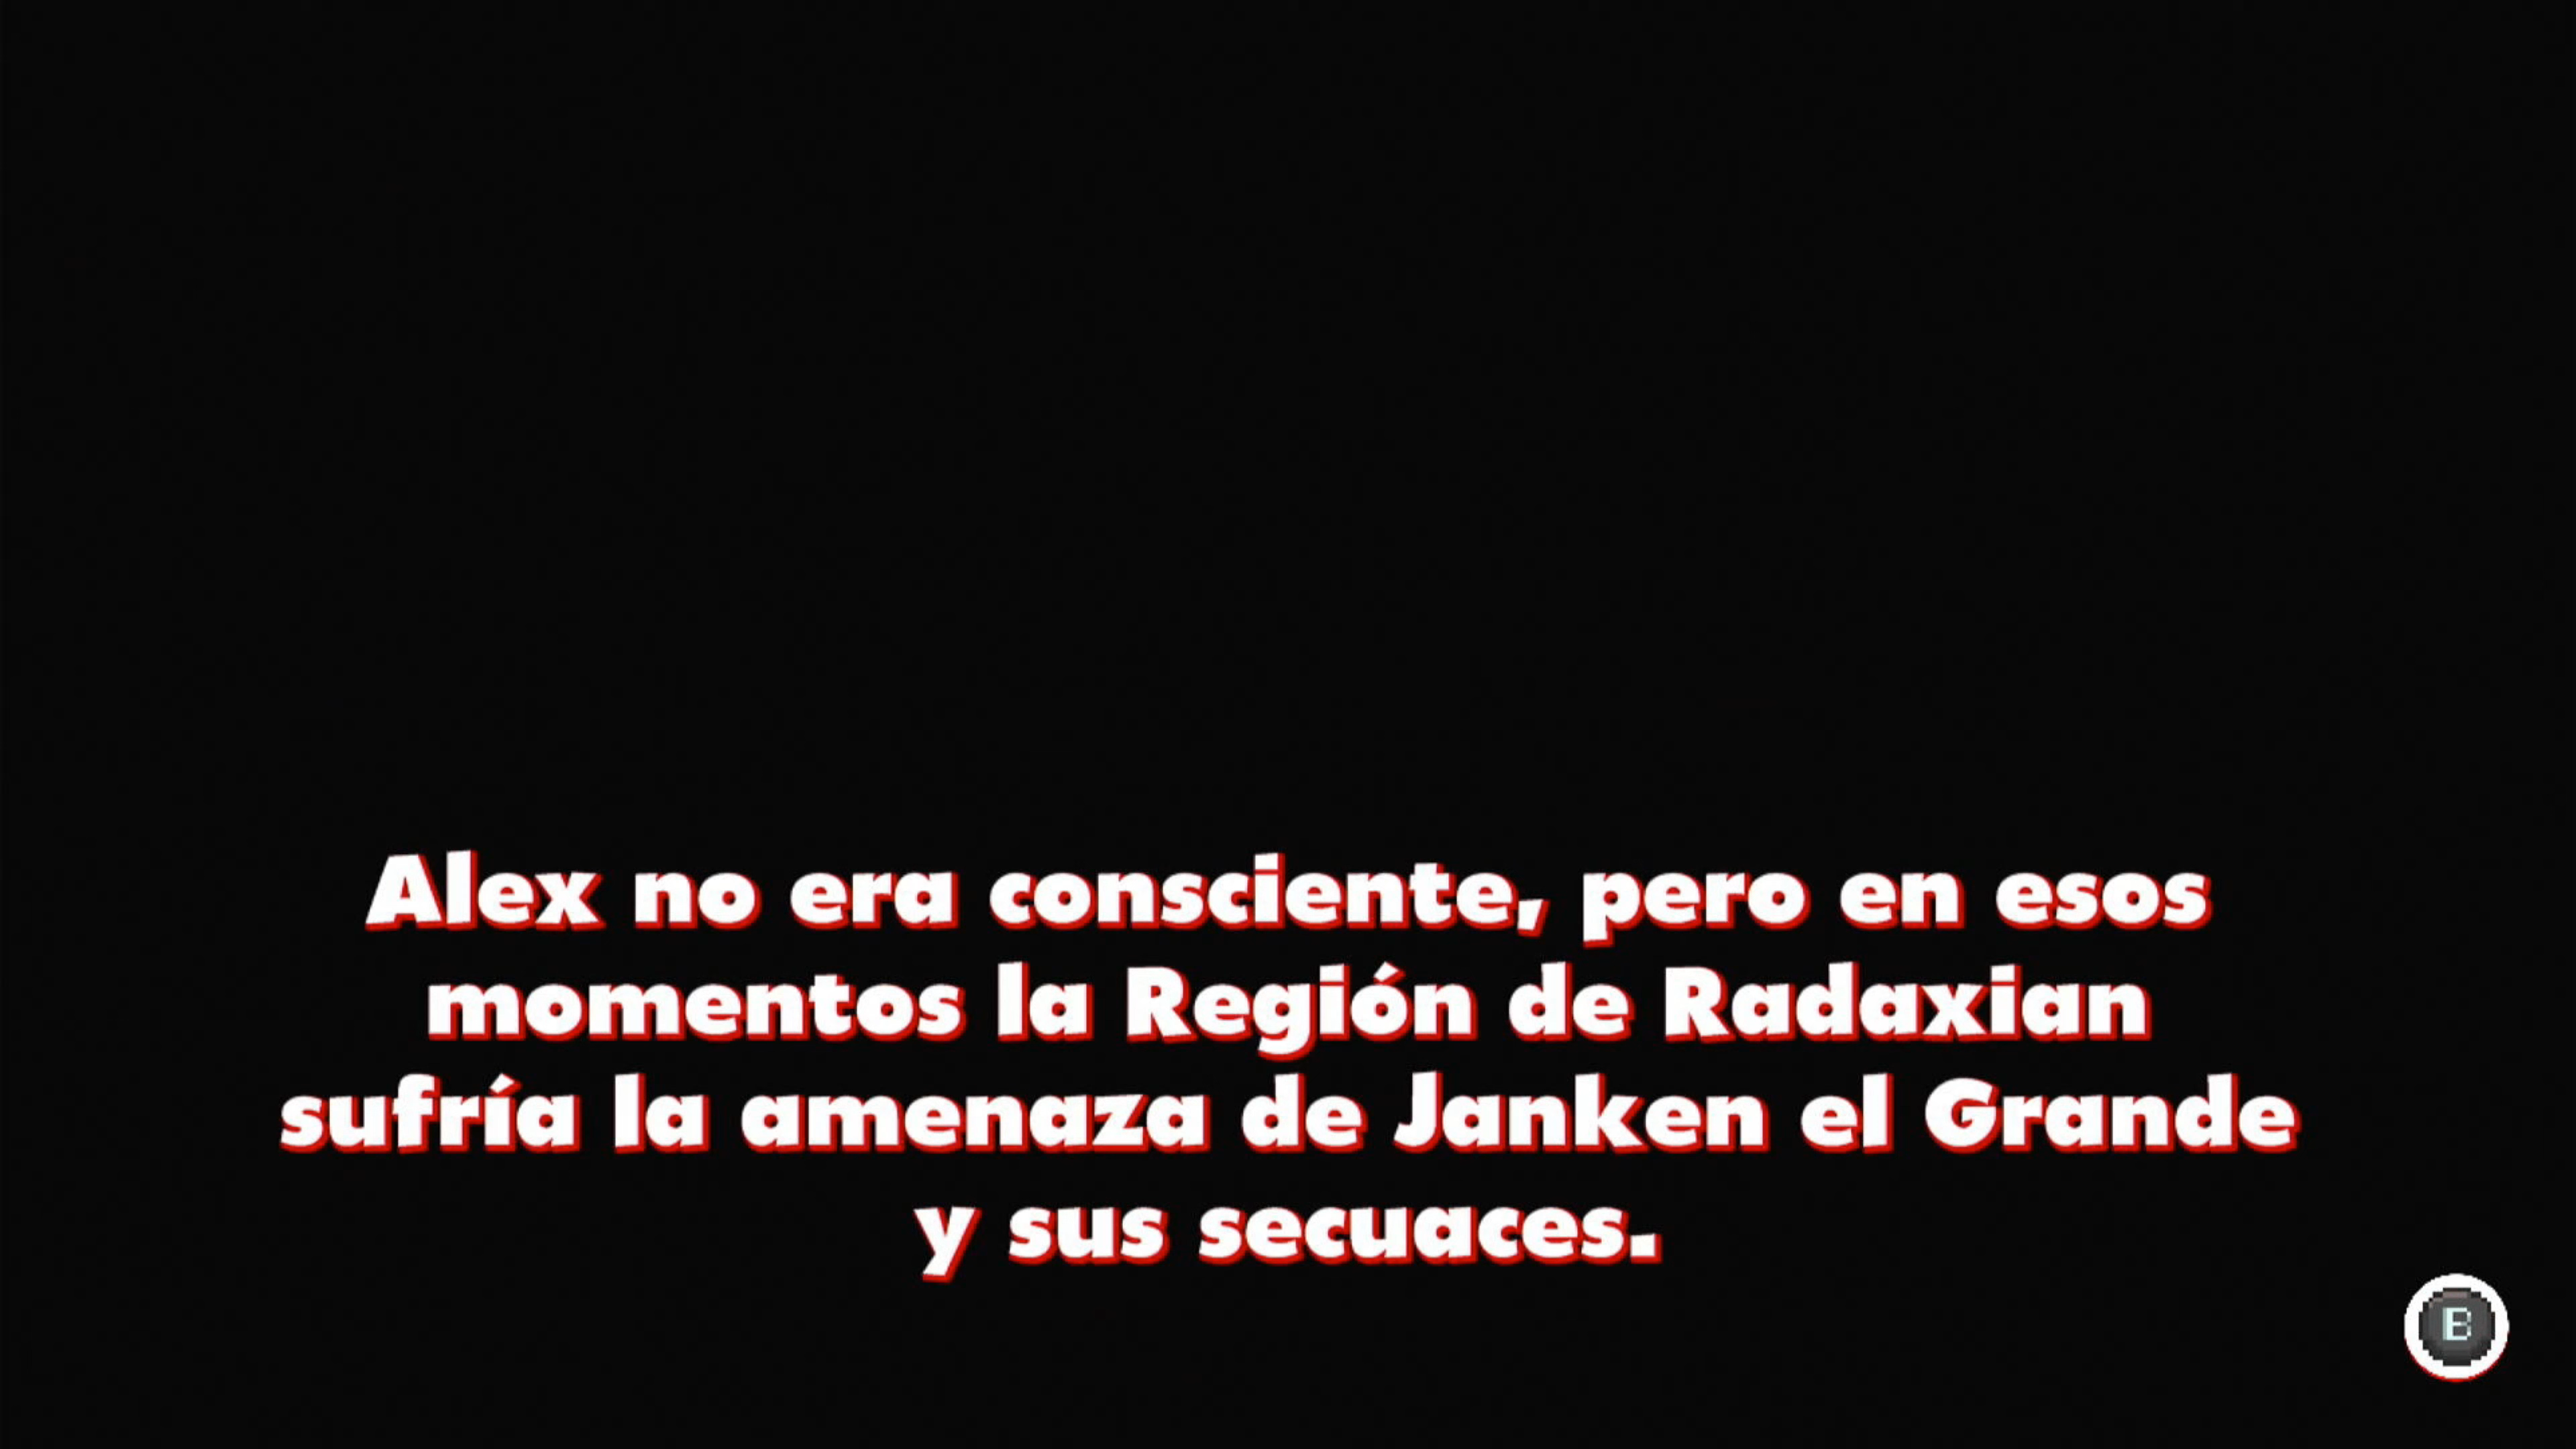 Alex no era consciente, pero en esos
momentos la Región de Radaxian
sufría la amenaza de Janken el Grande
y sus secuaces.
B